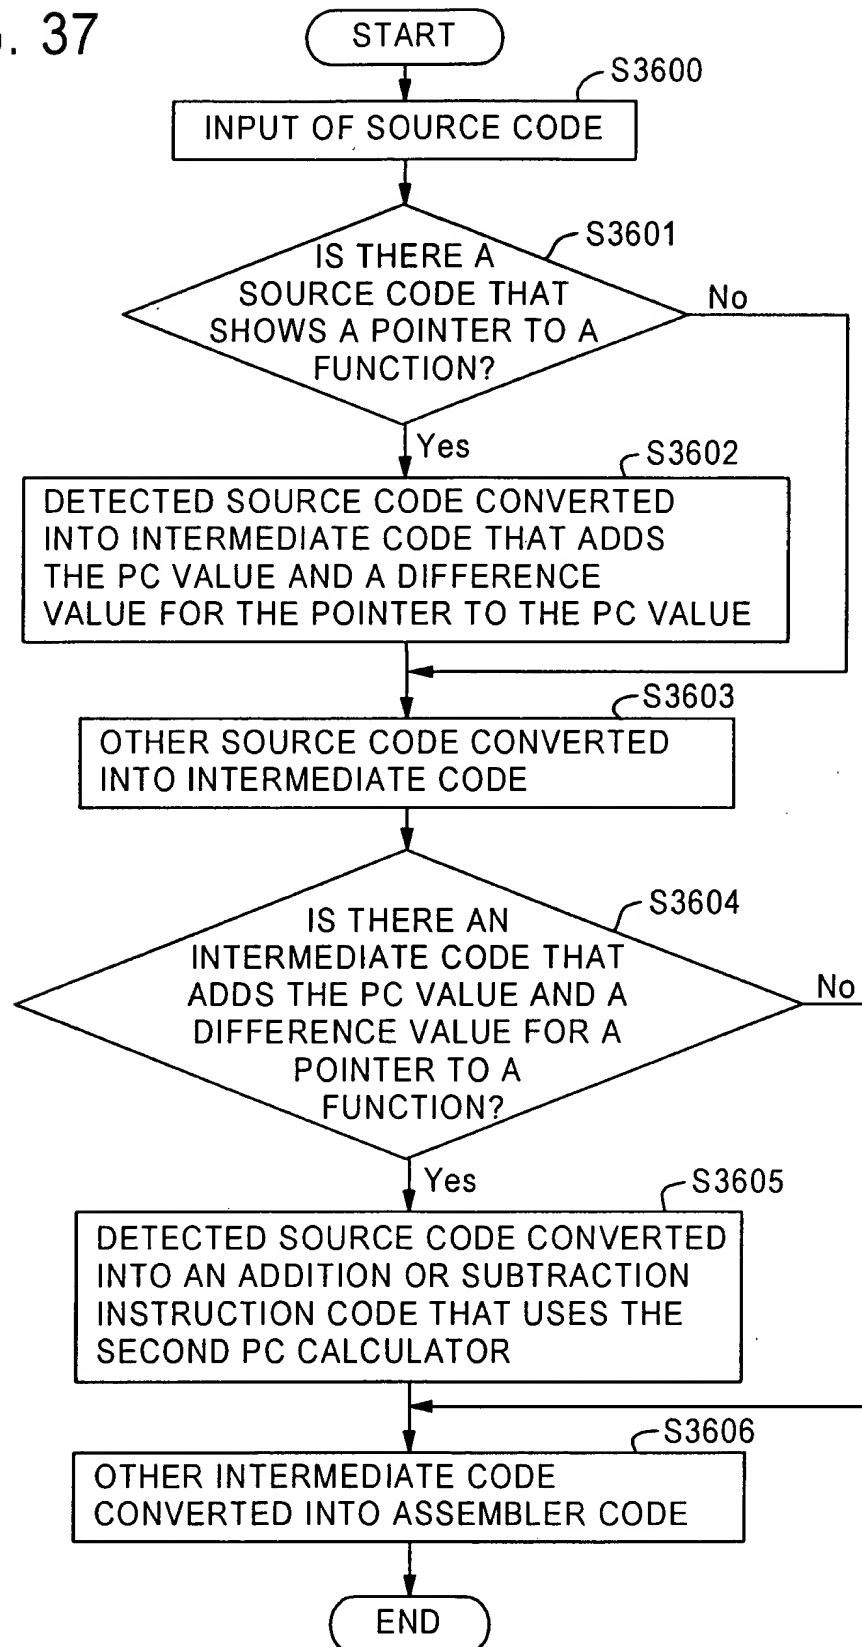 . 37
START
S3600
INPUT OF SOURCE CODE
S3601
IS THERE A
SOURCE CODE THAT
SHOWS A POINTER TO A
FUNCTION?
No
Yes
S3602
DETECTED SOURCE CODE CONVERTED
INTO INTERMEDIATE CODE THAT ADDS
THE PC VALUE AND A DIFFERENCE
VALUE FOR THE POINTER TO THE PC VALUE
S3603
OTHER SOURCE CODE CONVERTED
INTO INTERMEDIATE CODE
S3604
IS THERE AN
INTERMEDIATE CODE THAT
ADDS THE PC VALUE AND A
DIFFERENCE VALUE FOR A
POINTER TO A
FUNCTION?
No
Yes
S3605
DETECTED SOURCE CODE CONVERTED
INTO AN ADDITION OR SUBTRACTION
INSTRUCTION CODE THAT USES THE
SECOND PC CALCULATOR
S3606
OTHER INTERMEDIATE CODE
CONVERTED INTO ASSEMBLER CODE
END